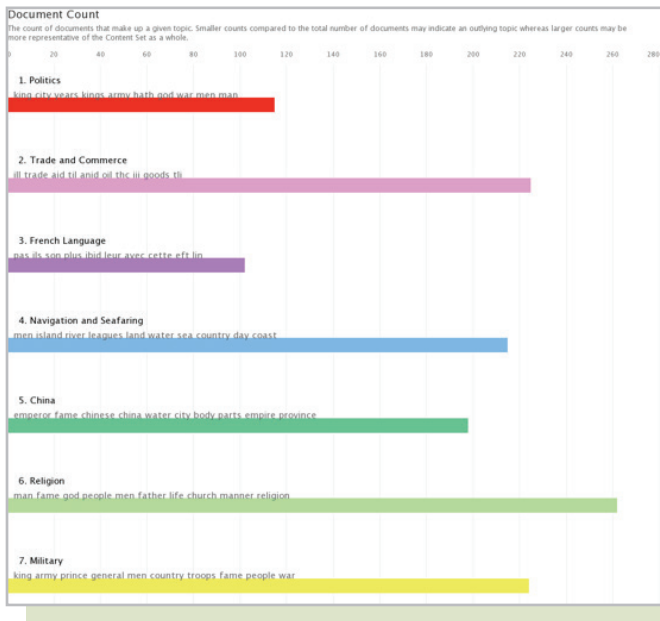 Document Count
The count of documents that make up a given topic. Smaller counts compared to the total number of documents may indicate an outlying topic whereas larger counts may be
more representative of the Content Set as a whole.
0 20 40 60 80 100 120 140 160 180 200 220 240 260 280
1. Politics
king city years kings army hath god war men man
2. Trade and Commerce
ill trade aid til anid oil thc iii goods tli
3. French Language
pas ils son plus ibid leur avec cette eft lin
4. Navigation and Seafaring
men island river leagues land water sea country day coast
5. China
emperor fame chinese china water city body parts empire province
6. Religion
man fame god people men father life church manner religion
7. Military
king army prince general men country troops fame people war